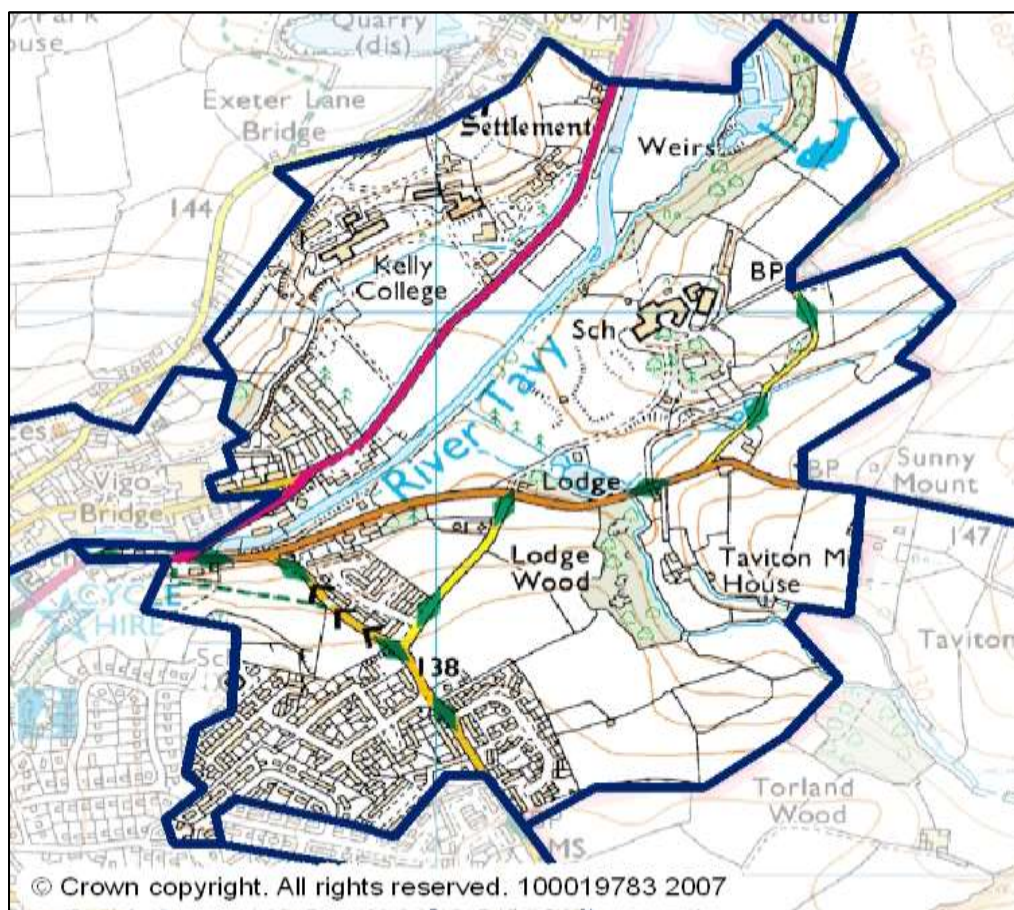 Quarry
(dis)
Exeter Lane
Bridge
Settlement
Weirs
144
Kelly
College
BP
Sch
River Tavy
Lodge
BP
Sunny
Mount
Vigo
Bridge
147
Lodge
Wood
Taviton M
House
CYCLE
HIRE
Taviton
138
130
Torland
Wood
MS
© Crown copyright. All rights reserved. 100019783 2007